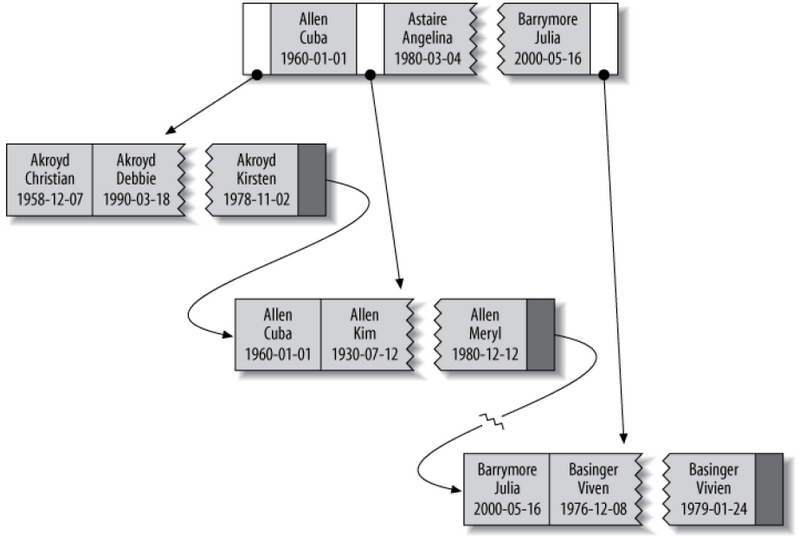 Allen
Cuba
1960-01-01
Astaire
Angelina
1980-03-04
Barrymore
Julia
2000-05-16
Akroyd
Christian
1958-12-07
Akroyd
Debbie
1990-03-18
Akroyd
Kirsten
1978-11-02
Allen
Cuba
1960-01-01
Allen
Kim
1930-07-12
Allen
Meryl
1980-12-12
Barrymore
Julia
2000-05-16
Basinger
Viven
1976-12-08
Basinger
Vivien
1979-01-24